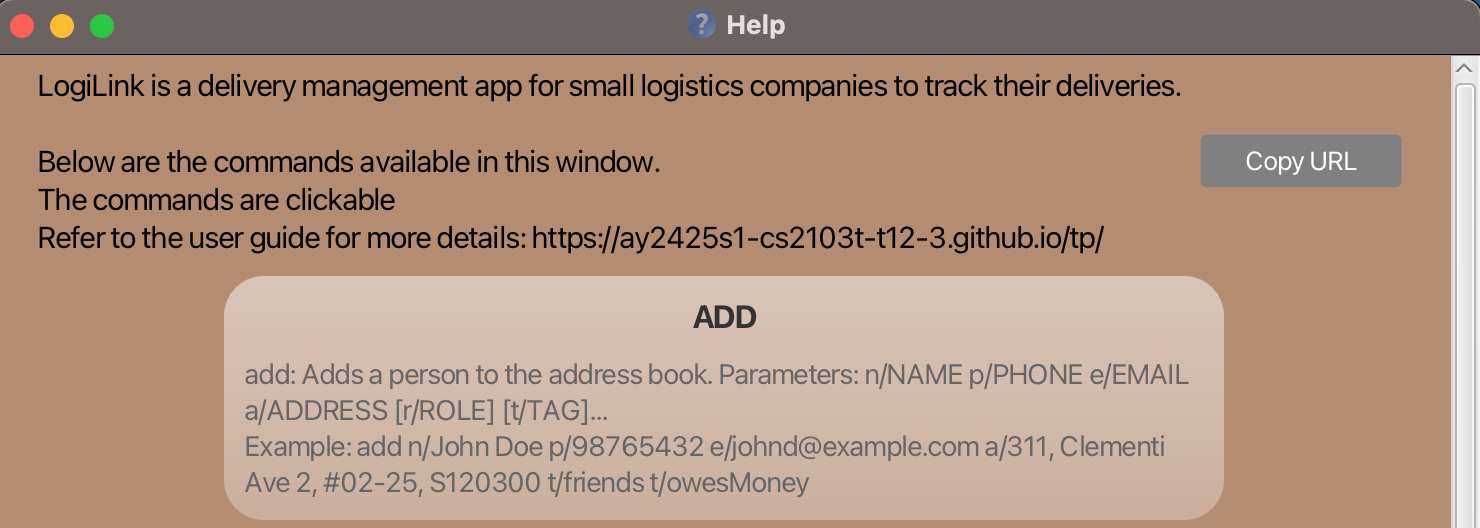 Help
LogiLink is a delivery management app for small logistics companies to track their deliveries.
Below are the commands available in this window.
Copy URL
The commands are clickable
Refer to the user guide for more details: https://ay2425s1-cs2103t-t12-3.github.io/tp/
ADD
add: Adds a person to the address book. Parameters: n/NAME p/PHONE e/EMAIL
a/ADDRESS [r/ROLE] [t/TAG]...
Example: add n/John Doe p/98765432 e/johnd@example.com a/311, Clementi
Ave 2, #02-25, S120300 t/friends t/owesMoney